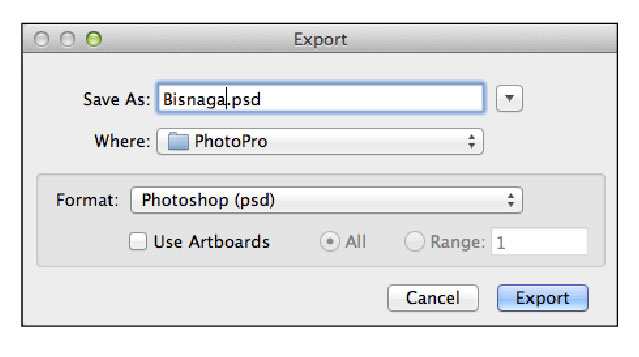 Export
Save As: Bisnaga.psd
Where: PhotoPro
Format: Photoshop (psd)
Use Artboards All Range: 1
Cancel Export